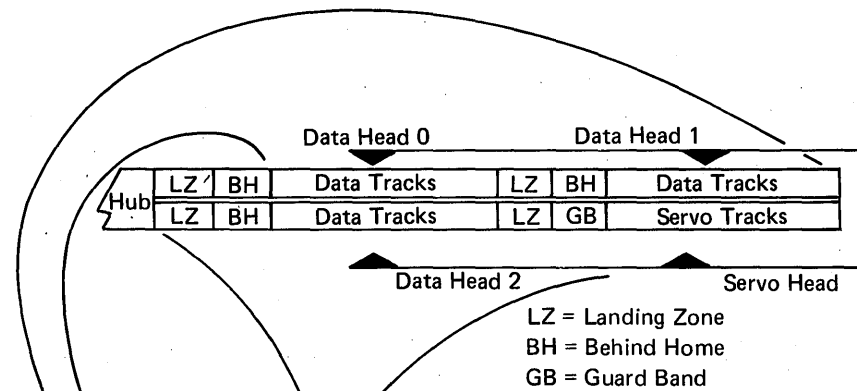 Data Head 0 Data Head 1
LZ BH Data Tracks LZ BH Data Tracks
Hub
LZ BH Data Tracks LZ GB Servo Tracks
Data Head 2 Servo Head
LZ = Landing Zone
BH = Behind Home
GB = Guard Band